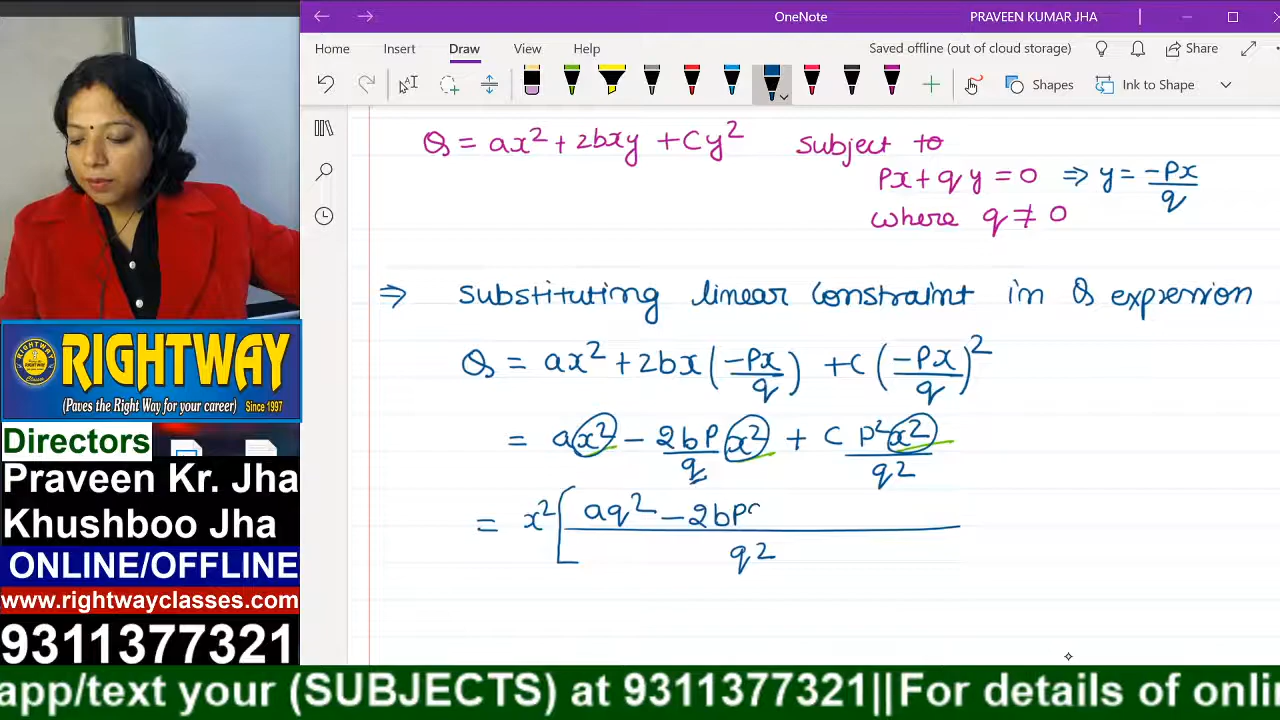 OneNote
PRAVEEN KUMAR JHA
Home Insert Draw View Help
Saved offline (out of cloud storage)
Share
Shapes
Ink to Shape
Q = ax² + 2bxy + Cy² subject to
Px + qy = 0 ⇒ y = -Px/q
where q ≠ 0
⇒ substituting linear constraint in Q expression
Q = ax² + 2bx(-Px/q) + C(-Px/q)²
= ax² - 2bP/q x² + C P²x²/q²
= x²[aq² - 2bP / q²
RIGHTWAY
(Paves the Right Way for your career) Since 1997
Directors
Praveen Kr. Jha
Khushboo Jha
ONLINE/OFFLINE
www.rightwayclasses.com
9311377321
app/text your (SUBJECTS) at 9311377321||For details of onli